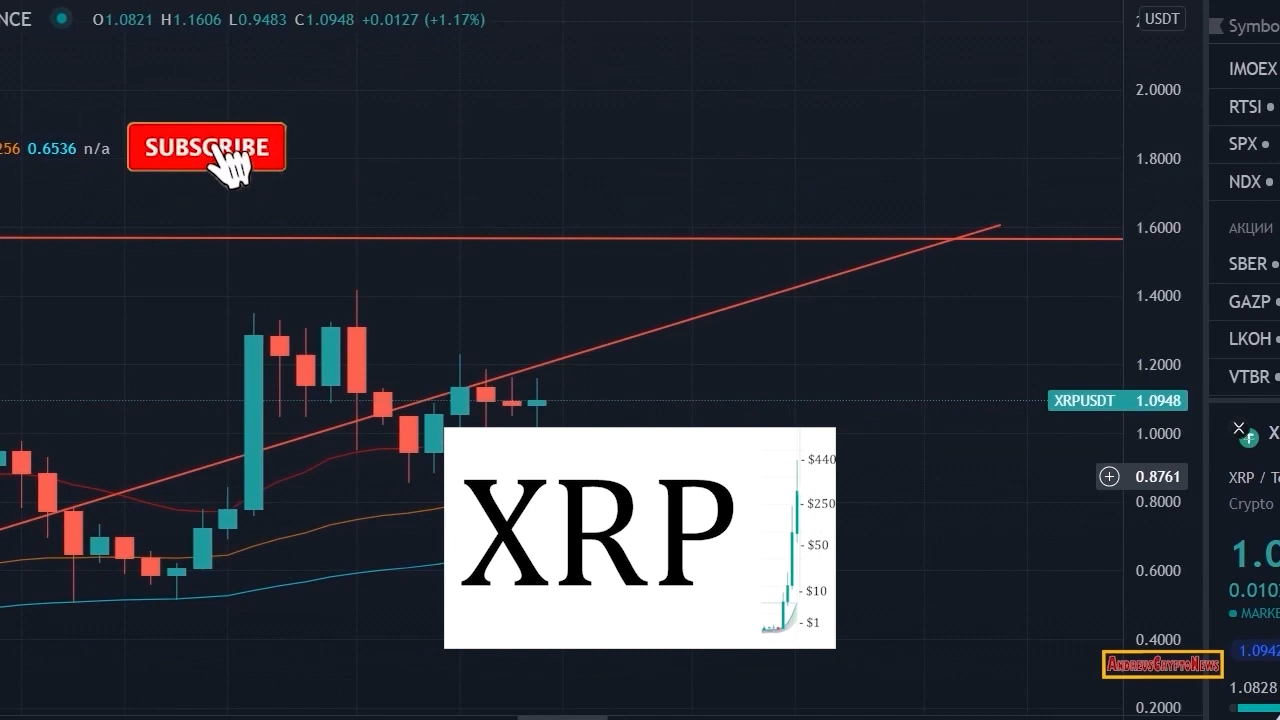 NCE O1.0821 H1.1606 L0.9483 C1.0948 +0.0127 (+1.17%)
USDT
Symbo
2.0000
IMOEX
RTSI
256 0.6536 n/a
SUBSCRIBE
1.8000
SPX
NDX
1.6000
АКЦИИ
SBER
1.4000
GAZP
LKOH
1.2000
VTBR
XRPUSDT 1.0948
1.0000
X
0.8761
XRP / Te
0.8000
Crypto
XRP
- $440
- $250
- $50
- $10
- $1
1.0
0.6000
0.010
MARKE
0.4000
1.0942
ANDREVSCRYPTONEWS
1.0828
0.2000